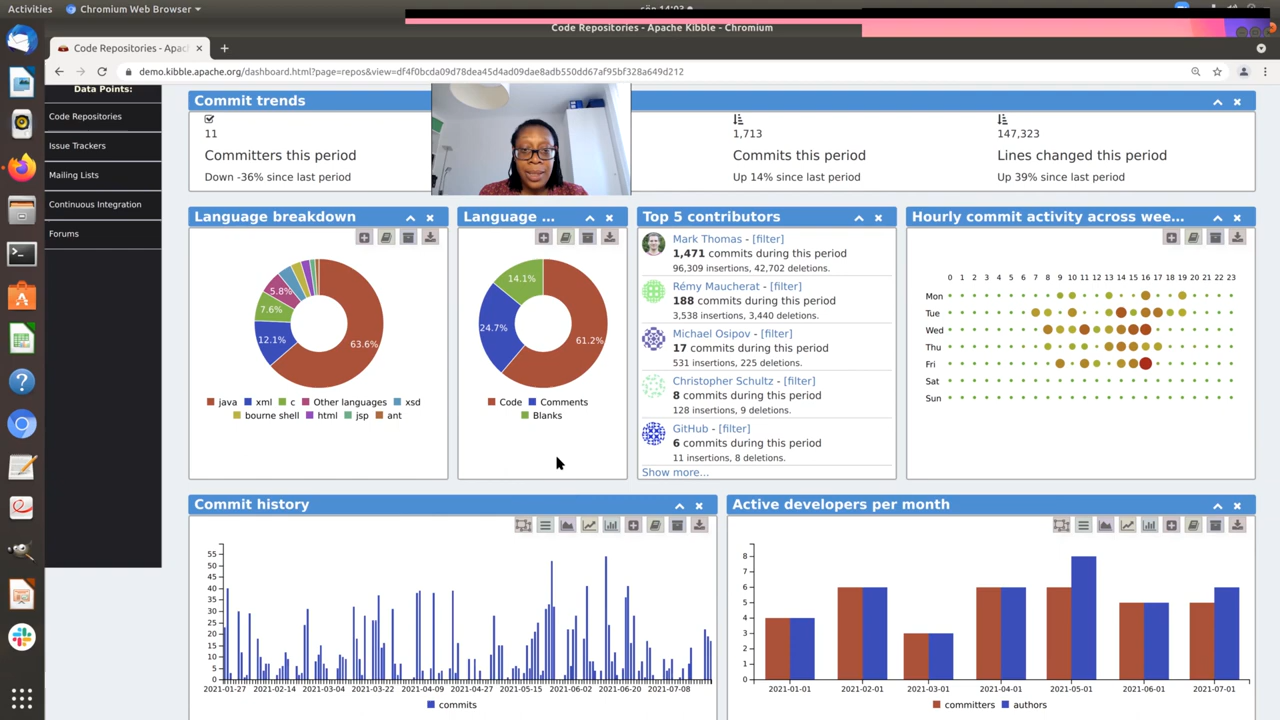 Activities
Chromium Web Browser
Code Repositories - Apache Kibble - Chromium
Code Repositories - Apac
demo.kibble.apache.org/dashboard.html?page=repos&view=df4f0bcda09d78dea45d4ad09dae8adb550dd67af95bf328a649d212
Data Points:
Code Repositories
Issue Trackers
Mailing Lists
Continuous Integration
Forums
Commit trends
11
Committers this period
Down -36% since last period
1,713
Commits this period
Up 14% since last period
147,323
Lines changed this period
Up 39% since last period
Language breakdown
63.6%
12.1%
7.6%
5.8%
java xml c Other languages xsd
bourne shell html jsp ant
Language ...
61.2%
24.7%
14.1%
Code Comments
Blanks
Top 5 contributors
Mark Thomas - [filter]
1,471 commits during this period
96,309 insertions, 42,702 deletions.
Rémy Maucherat - [filter]
188 commits during this period
3,538 insertions, 3,440 deletions.
Michael Osipov - [filter]
17 commits during this period
531 insertions, 225 deletions.
Christopher Schultz - [filter]
8 commits during this period
128 insertions, 9 deletions.
GitHub - [filter]
6 commits during this period
11 insertions, 8 deletions.
Show more...
Hourly commit activity across wee...
0 1 2 3 4 5 6 7 8 9 10 11 12 13 14 15 16 17 18 19 20 21 22 23
Mon
Tue
Wed
Thu
Fri
Sat
Sun
Commit history
55
50
45
40
35
30
25
20
15
10
5
0
2021-01-27 2021-02-14 2021-03-04 2021-03-22 2021-04-09 2021-04-27 2021-05-15 2021-06-02 2021-06-20 2021-07-08
commits
Active developers per month
8
7
6
5
4
3
2
1
0
2021-01-01 2021-02-01 2021-03-01 2021-04-01 2021-05-01 2021-06-01 2021-07-01
committers authors